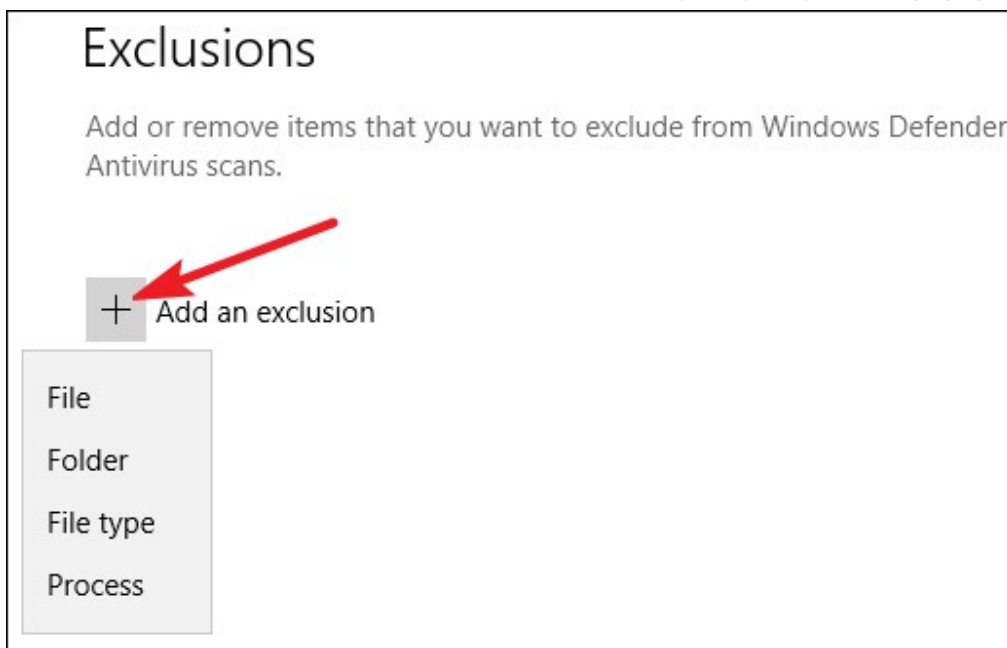 Exclusions
Add or remove items that you want to exclude from Windows Defender
Antivirus scans.
+ Add an exclusion
File
Folder
File type
Process